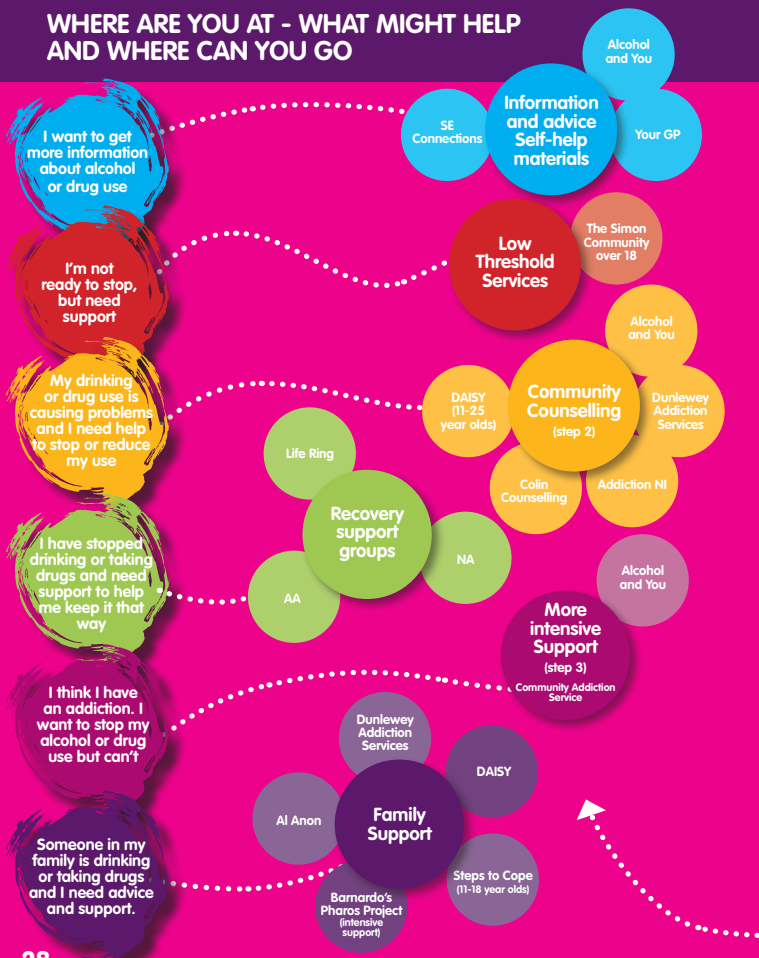 WHERE ARE YOU AT - WHAT MIGHT HELP
AND WHERE CAN YOU GO
I want to get
more information
about alcohol
or drug use
SE
Connections
Information
and advice
Self-help
materials
Alcohol
and You
Your GP
I'm not
ready to stop,
but need
support
Low
Threshold
Services
The Simon
Community
over 18
My drinking
or drug use is
causing problems
and I need help
to stop or reduce
my use
DAISY
(11-25
year olds)
Community
Counselling
(step 2)
Alcohol
and You
Dunlewey
Addiction
Services
Colin
Counselling
Addiction NI
I have stopped
drinking or taking
drugs and need
support to help
me keep it that
way
Life Ring
Recovery
support
groups
AA
NA
I think I have
an addiction. I
want to stop my
alcohol or drug
use but can't
More
intensive
Support
(step 3)
Community Addiction
Service
Alcohol
and You
Someone in my
family is drinking
or taking drugs
and I need advice
and support.
Dunlewey
Addiction
Services
DAISY
Al Anon
Family
Support
Steps to Cope
(11-18 year olds)
Barnardo's
Pharos Project
(intensive
support)